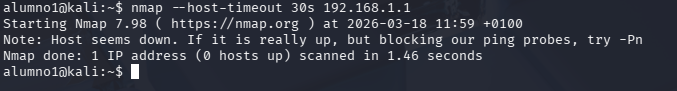 alumno1@kali:~$ nmap --host-timeout 30s 192.168.1.1
Starting Nmap 7.98 ( https://nmap.org ) at 2026-03-18 11:59 +0100
Note: Host seems down. If it is really up, but blocking our ping probes, try -Pn
Nmap done: 1 IP address (0 hosts up) scanned in 1.46 seconds
alumno1@kali:~$